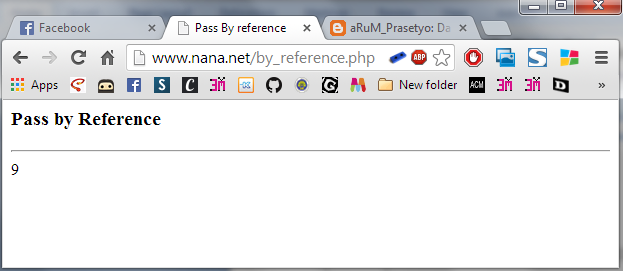 Facebook
Pass By reference
aRuM_Prasetyo: Da
www.nana.net/by_reference.php
ABP
Apps
New folder
ACM
»
Pass by Reference
9